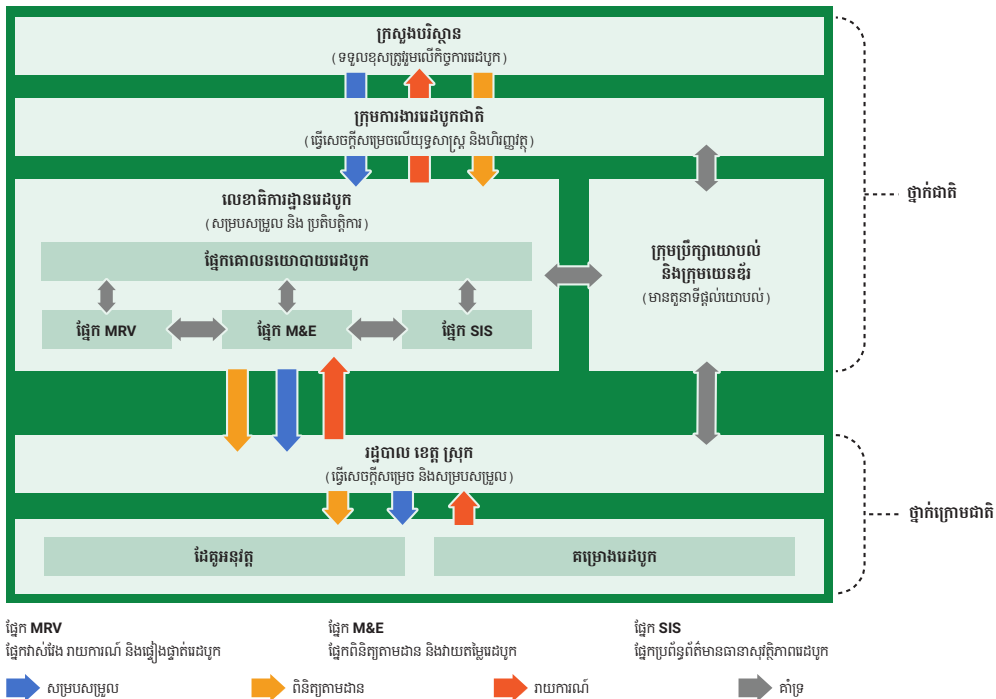 ក្រសួងបរិស្ថាន
(ទទួលខុសត្រូវរួមលើកិច្ចការរេដបូក)
ក្រុមការងាររេដបូកជាតិ
(ធ្វើសេចក្តីសម្រេចលើយុទ្ធសាស្ត្រ និងហិរញ្ញវត្ថុ)
ថ្នាក់ជាតិ
លេខាធិការដ្ឋានរេដបូក
(សម្របសម្រួល និង ប្រតិបត្តិការ)
ផ្នែកគោលនយោបាយរេដបូក
ផ្នែក MRV
ផ្នែក M&E
ផ្នែក SIS
ក្រុមប្រឹក្សាយោបល់
និងក្រុមយេនឌ័រ
(មានតួនាទីផ្តល់យោបល់)
រដ្ឋបាល ខេត្ត ស្រុក
(ធ្វើសេចក្តីសម្រេច និងសម្របសម្រួល)
ថ្នាក់ក្រោមជាតិ
ដៃគូអនុវត្ត
គម្រោងរេដបូក
ផ្នែក MRV
ផ្នែកវាស់វែង រាយការណ៍ និងផ្ទៀងផ្ទាត់រេដបូក
ផ្នែក M&E
ផ្នែកពិនិត្យតាមដាន និងវាយតម្លៃរេដបូក
ផ្នែក SIS
ផ្នែកប្រព័ន្ធព័ត៌មានធានាសុវត្ថិភាពរេដបូក
សម្របសម្រួល
ពិនិត្យតាមដាន
រាយការណ៍
គាំទ្រ